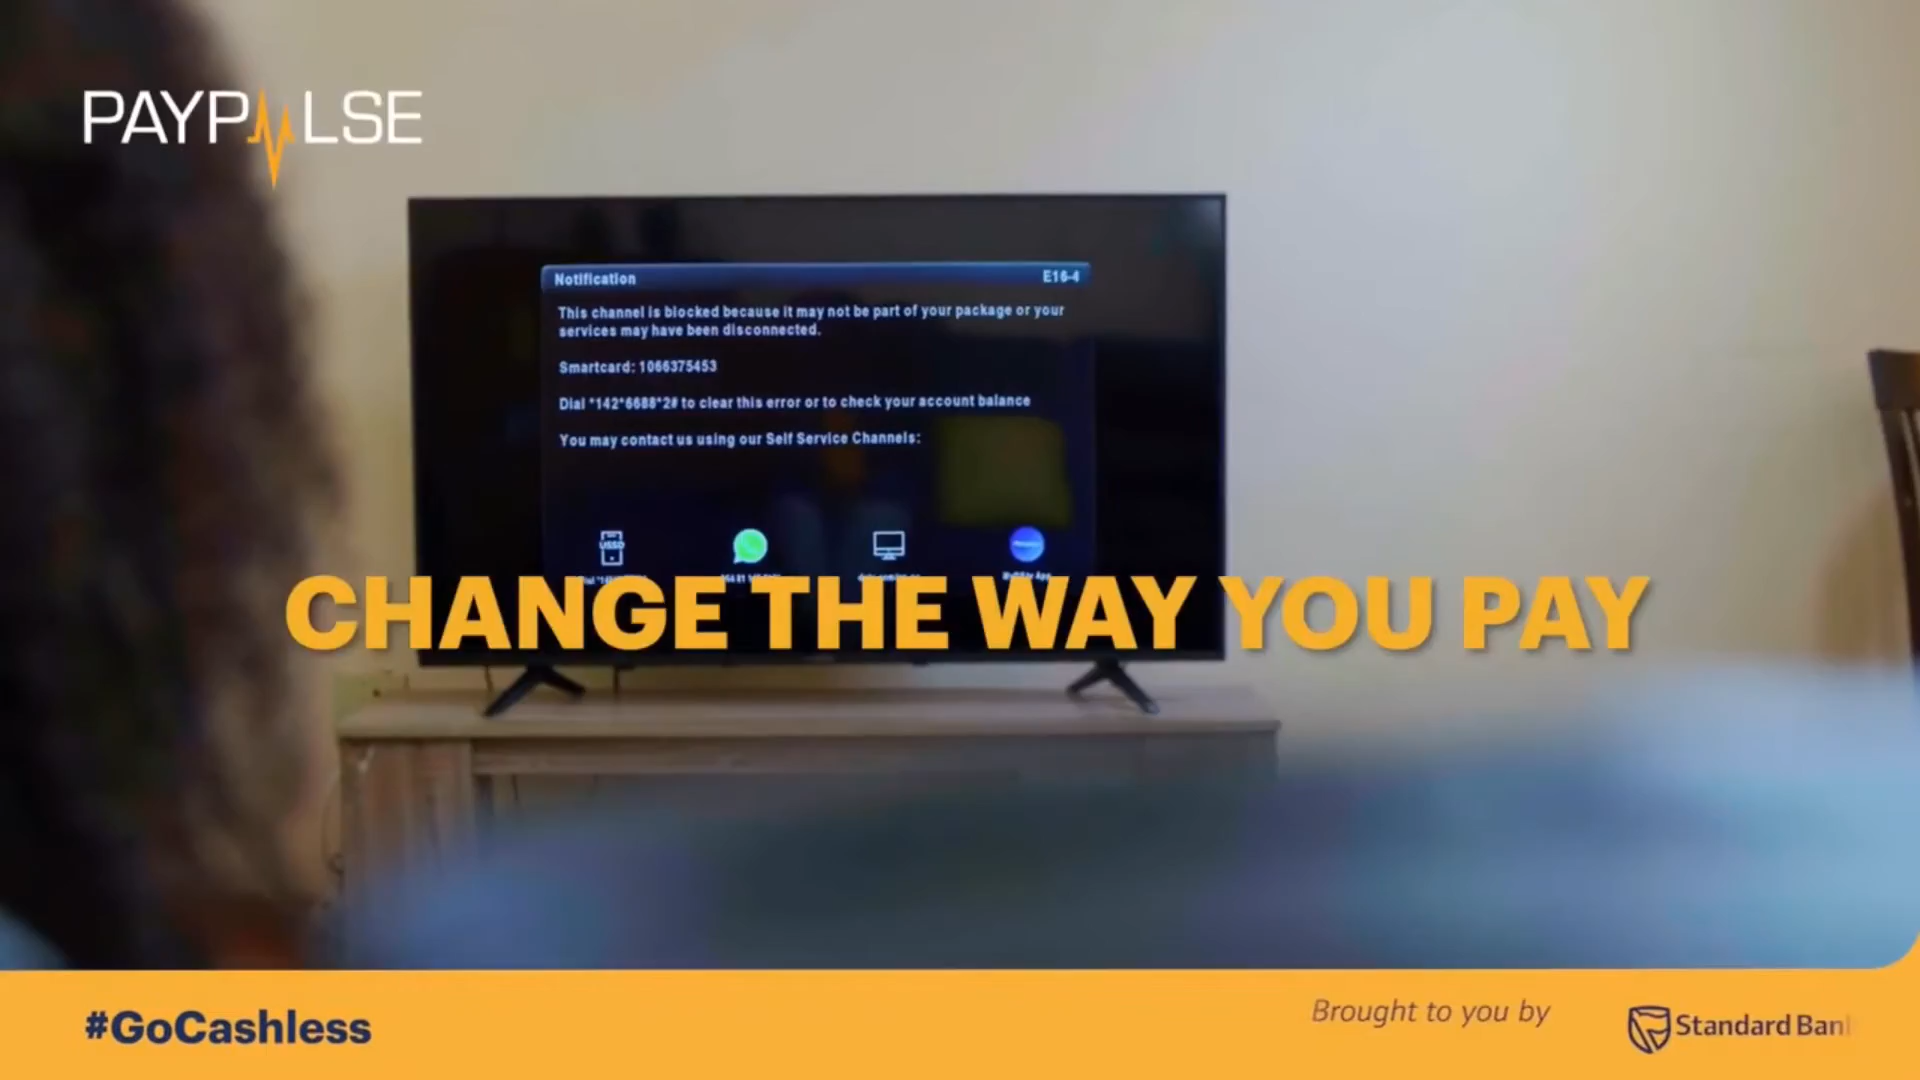 PAYPULSE
Notification E16-4
This channel is blocked because it may not be part of your package or your
services may have been disconnected.
Smartcard: 1066375453
Dial *142*6688*2# to clear this error or to check your account balance
You may contact us using our Self Service Channels:
USSD
CHANGE THE WAY YOU PAY
#GoCashless
Brought to you by
Standard Bank